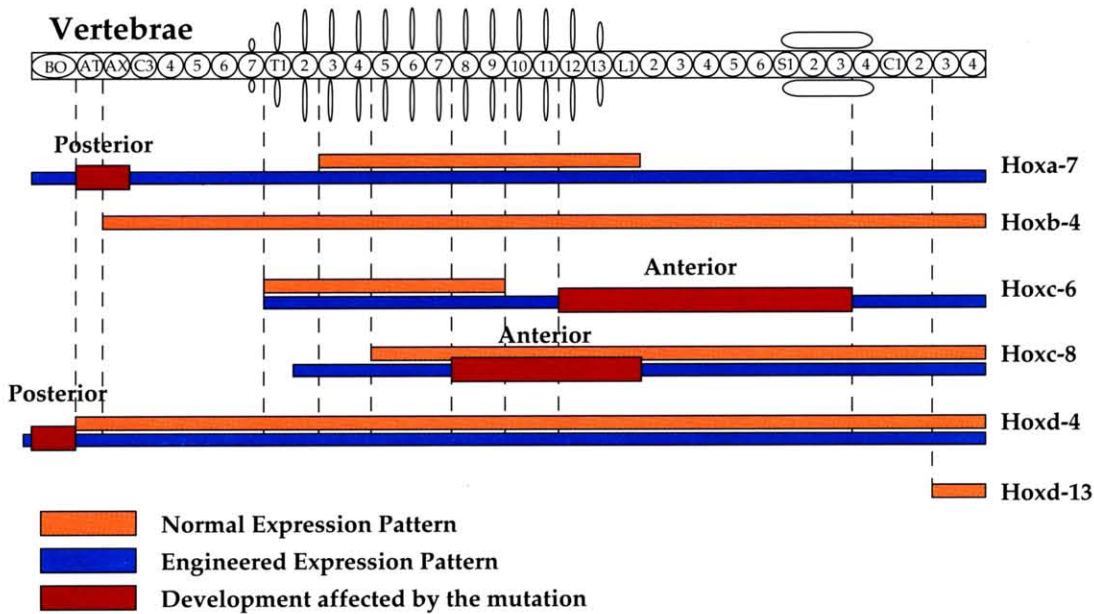 Vertebrae
BO AT AX C3 4 5 6 7 T1 2 3 4 5 6 7 8 9 10 11 12 13 L1 2 3 4 5 6 S1 2 3 4 C1 2 3 4
Posterior
Hoxa-7
Hoxb-4
Anterior
Hoxc-6
Anterior
Hoxc-8
Posterior
Hoxd-4
Hoxd-13
Normal Expression Pattern
Engineered Expression Pattern
Development affected by the mutation